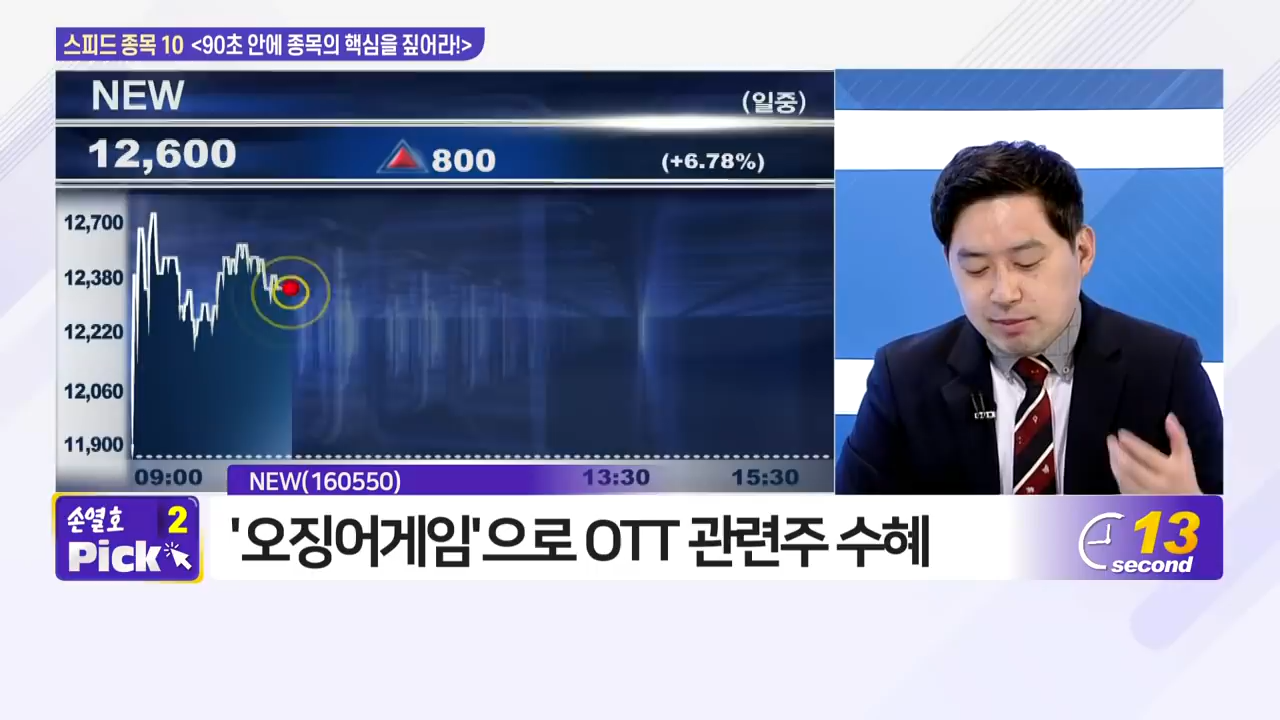 스피드 종목 10 <90초 안에 종목의 핵심을 짚어라!>
NEW
(일중)
12,600 ▲ 800 (+6.78%)
12,700
12,380
12,220
12,060
11,900
09:00 13:30 15:30
NEW(160550)
손열호 2
Pick
'오징어게임'으로 OTT 관련주 수혜
13
second